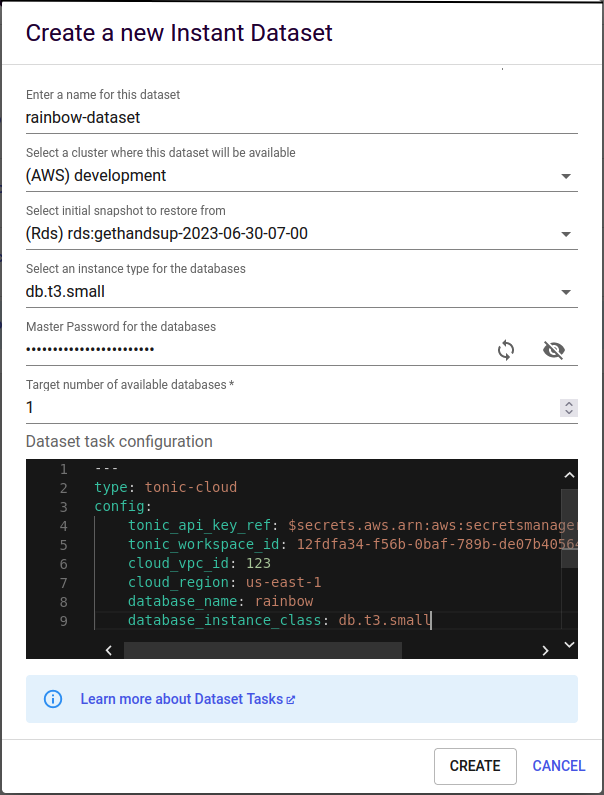 Create a new Instant Dataset
Enter a name for this dataset
rainbow-dataset
Select a cluster where this dataset will be available
(AWS) development
Select initial snapshot to restore from
(Rds) rds:gethandsup-2023-06-30-07-00
Select an instance type for the databases
db.t3.small
Master Password for the databases
••••••••••••••••••••••••
Target number of available databases *
1
Dataset task configuration
1 ---
2 type: tonic-cloud
3 config:
4 tonic_api_key_ref: $secrets.aws.arn:aws:secretsmanager
5 tonic_workspace_id: 12fdfa34-f56b-0baf-789b-de07b40564
6 cloud_vpc_id: 123
7 cloud_region: us-east-1
8 database_name: rainbow
9 database_instance_class: db.t3.small
Learn more about Dataset Tasks
CREATE CANCEL